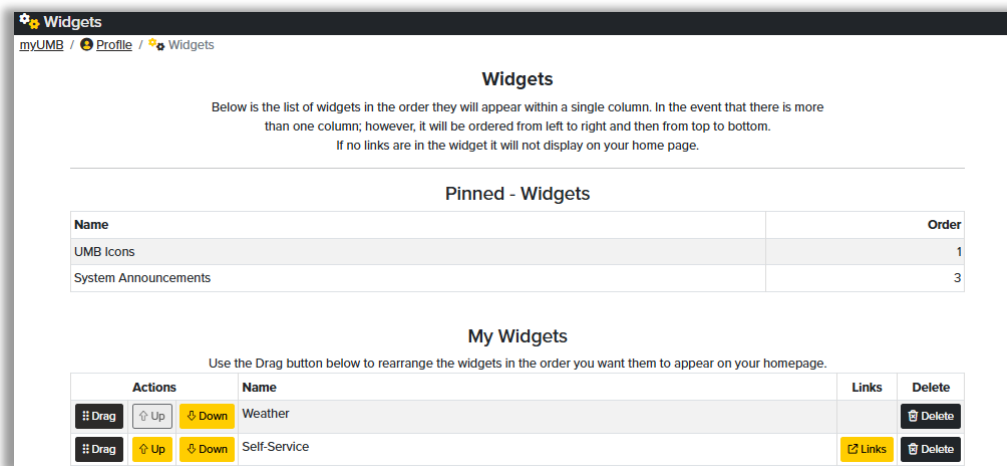 Widgets
myUMB / Profile / Widgets
Widgets
Below is the list of widgets in the order they will appear within a single column. In the event that there is more
than one column; however, it will be ordered from left to right and then from top to bottom.
If no links are in the widget it will not display on your home page.
Pinned - Widgets
Name Order
UMB Icons 1
System Announcements 3
My Widgets
Use the Drag button below to rearrange the widgets in the order you want them to appear on your homepage.
Actions Name Links Delete
Drag Up Down Weather Delete
Drag Up Down Self-Service Links Delete